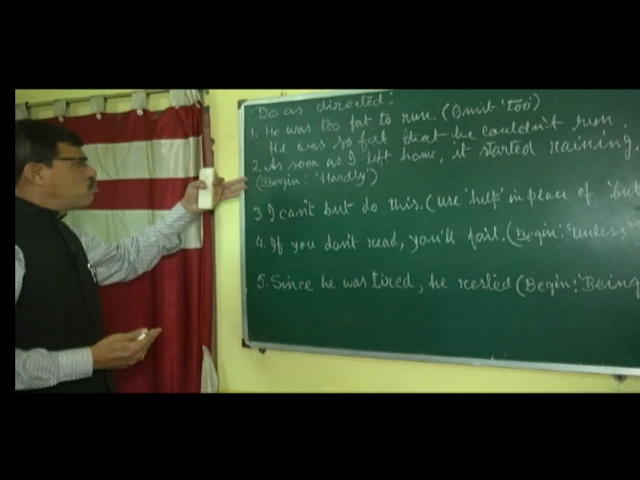 Do as directed:
1. He was too fat to run. (Omit 'too')
He was so fat that he couldn't run
2. As soon as I left home, it started raining.
(Begin: 'Hardly')
3. I can't but do this. (use 'help' in place of 'but
4. If you don't read, you'll fail. (Begin: 'Unless'
5. Since he was tired, he rested (Begin: 'Being